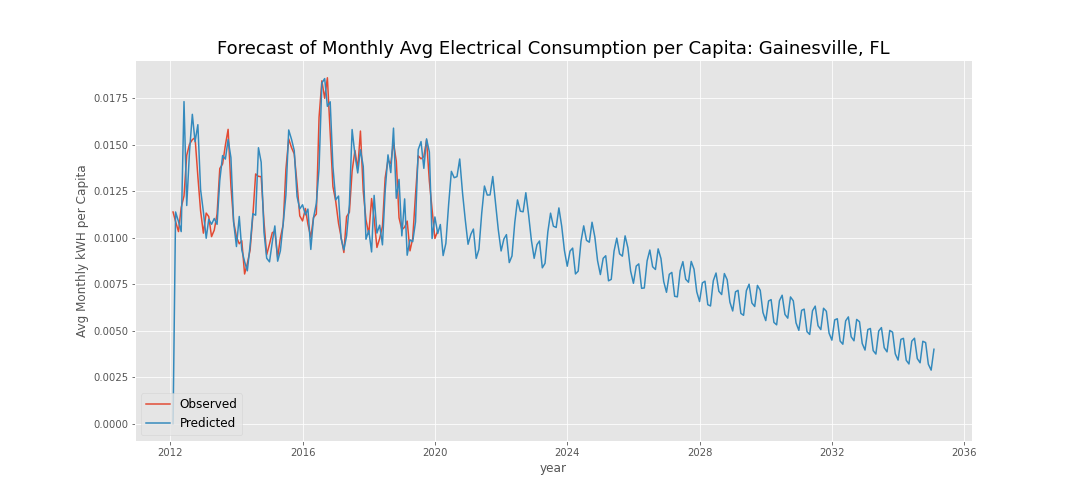 Forecast of Monthly Avg Electrical Consumption per Capita: Gainesville, FL
Avg Monthly kWH per Capita
0.0175
0.0150
0.0125
0.0100
0.0075
0.0050
0.0025
0.0000
Observed
Predicted
2012 2016 2020 2024 2028 2032 2036
year